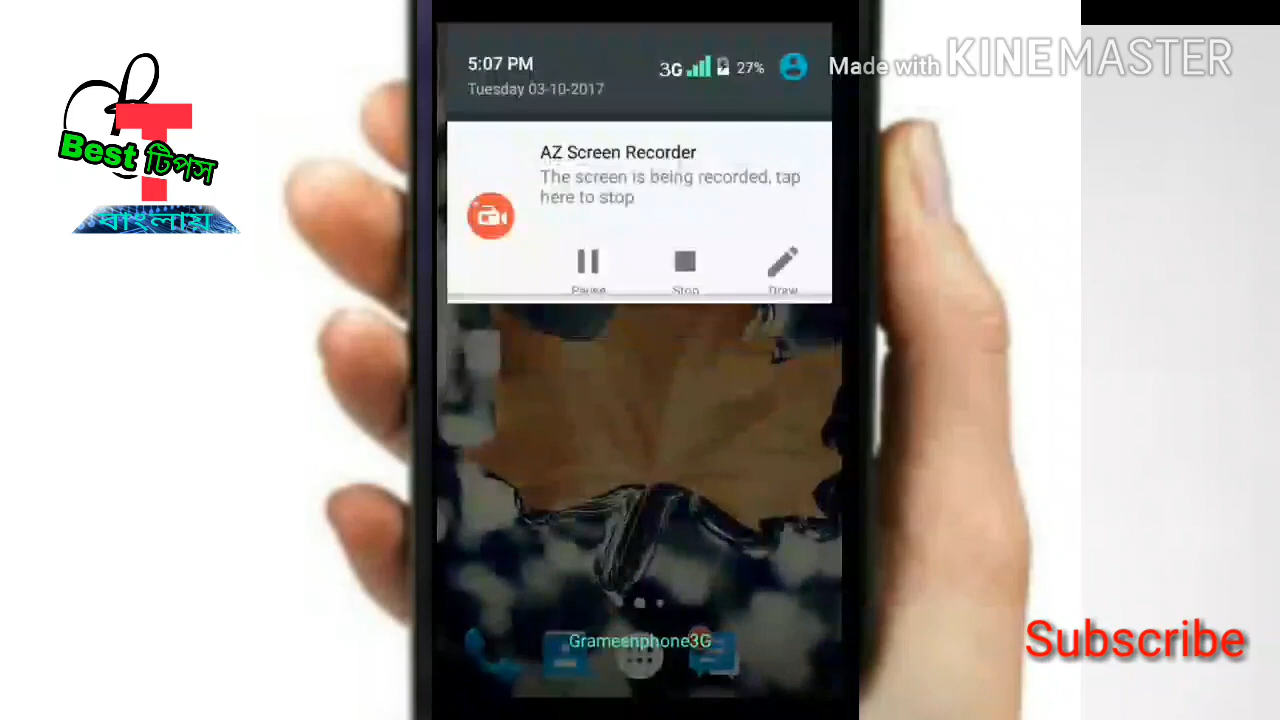 5:07 PM
3G
27%
Made with KINEMASTER
Tuesday 03-10-2017
Best টিপস
T
বাংলায়
AZ Screen Recorder
The screen is being recorded, tap
here to stop
Pause
Stop
Draw
Grameenphone3G
Subscribe